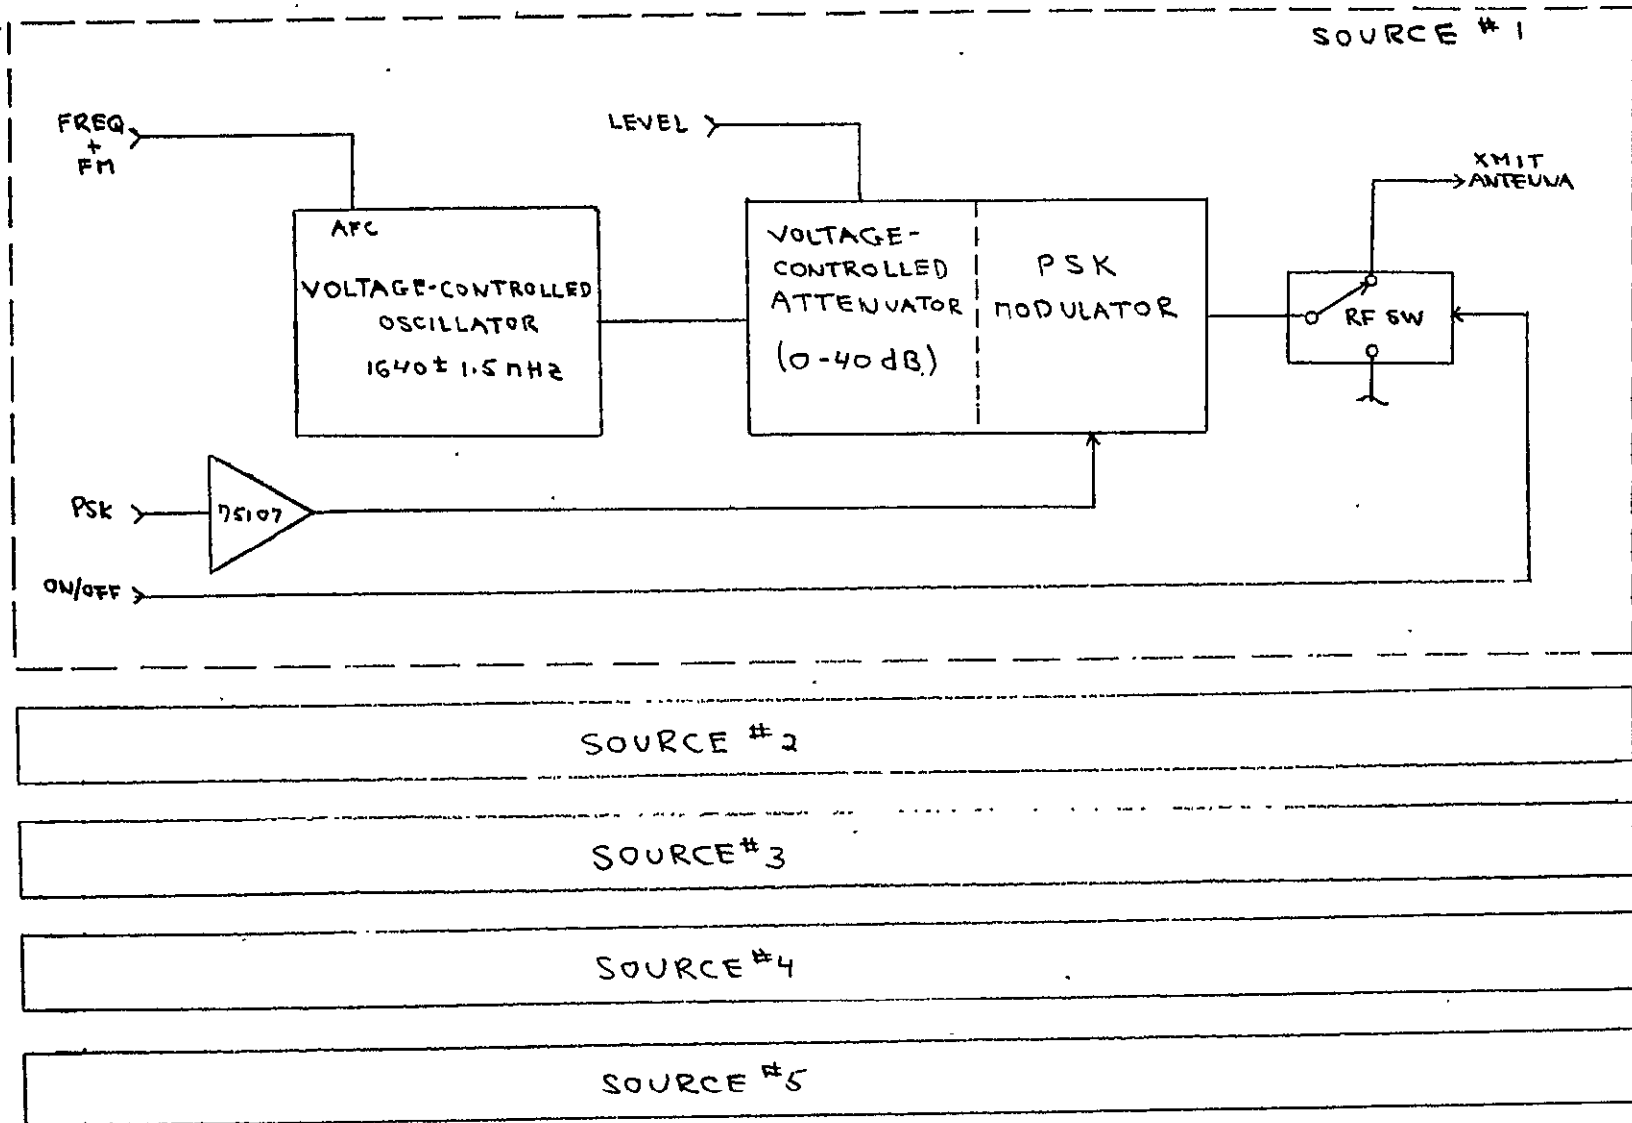 SOURCE # 1
FREQ
+
FM
LEVEL
XMIT
ANTENNA
AFC
VOLTAGE-CONTROLLED
OSCILLATOR
1640 ± 1.5 MHZ
VOLTAGE-
CONTROLLED
ATTENUATOR
(0-40 dB)
PSK
MODULATOR
RF SW
PSK
75107
ON/OFF
SOURCE #2
SOURCE #3
SOURCE #4
SOURCE #5